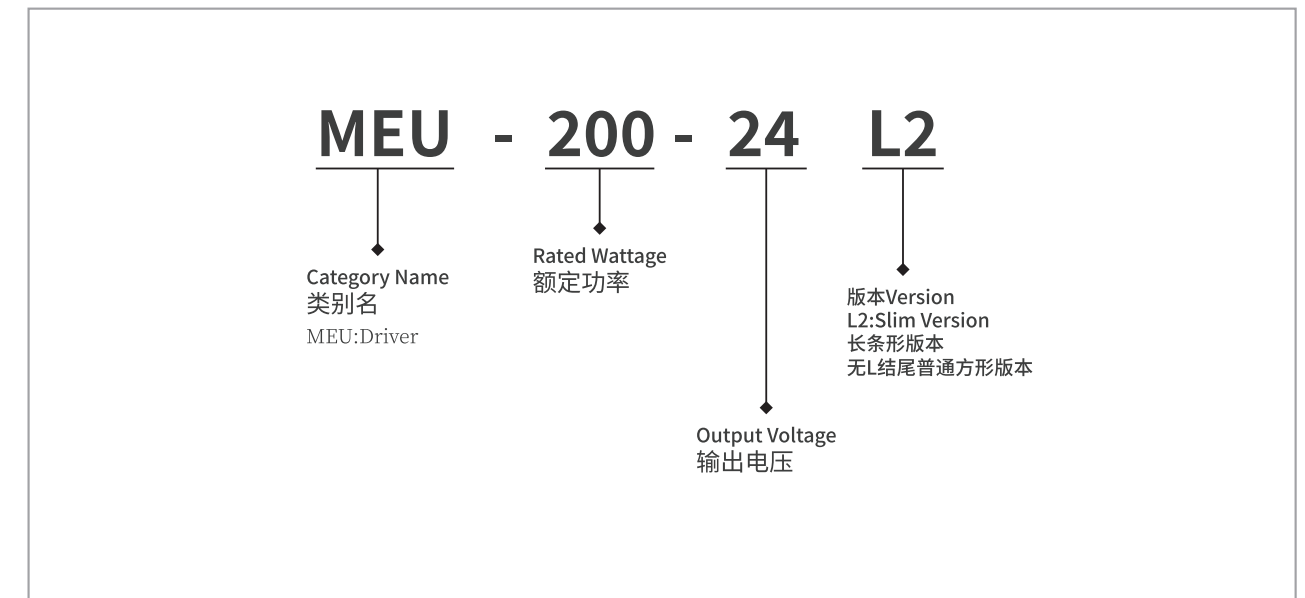 MEU - 200 - 24 L2
Category Name
类别名
MEU:Driver
Rated Wattage
额定功率
Output Voltage
输出电压
版本Version
L2:Slim Version
长条形版本
无L结尾普通方形版本